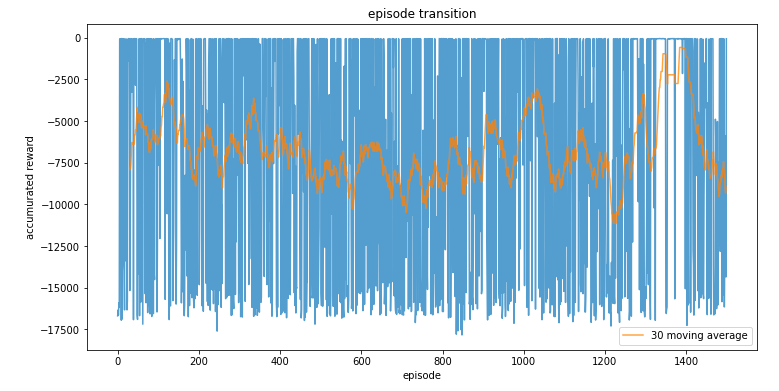 episode transition
0
−2500
−5000
−7500
−10000
−12500
−15000
−17500
accumurated reward
0 200 400 600 800 1000 1200 1400
episode
30 moving average